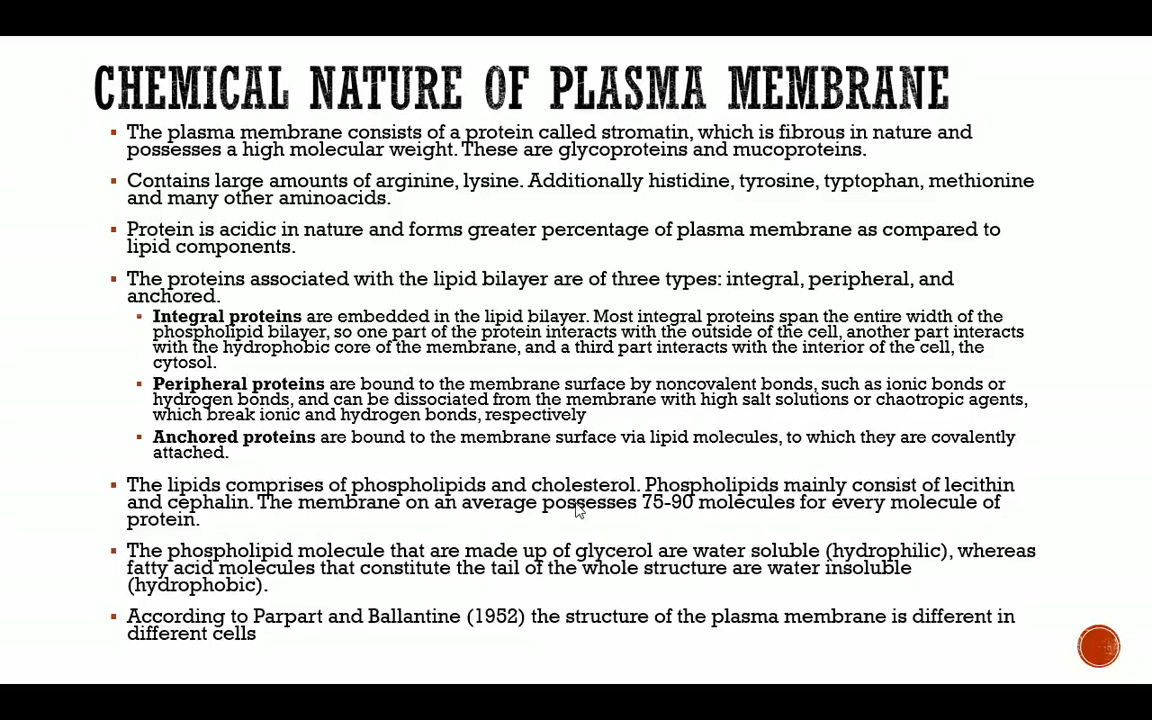 CHEMICAL NATURE OF PLASMA MEMBRANE
▪ The plasma membrane consists of a protein called stromatin, which is fibrous in nature and
possesses a high molecular weight. These are glycoproteins and mucoproteins.
▪ Contains large amounts of arginine, lysine. Additionally histidine, tyrosine, typtophan, methionine
and many other aminoacids.
▪ Protein is acidic in nature and forms greater percentage of plasma membrane as compared to
lipid components.
▪ The proteins associated with the lipid bilayer are of three types: integral, peripheral, and
anchored.
▪ Integral proteins are embedded in the lipid bilayer. Most integral proteins span the entire width of the
phospholipid bilayer, so one part of the protein interacts with the outside of the cell, another part interacts
with the hydrophobic core of the membrane, and a third part interacts with the interior of the cell, the
cytosol.
▪ Peripheral proteins are bound to the membrane surface by noncovalent bonds, such as ionic bonds or
hydrogen bonds, and can be dissociated from the membrane with high salt solutions or chaotropic agents,
which break ionic and hydrogen bonds, respectively
▪ Anchored proteins are bound to the membrane surface via lipid molecules, to which they are covalently
attached.
▪ The lipids comprises of phospholipids and cholesterol. Phospholipids mainly consist of lecithin
and cephalin. The membrane on an average possesses 75-90 molecules for every molecule of
protein.
▪ The phospholipid molecule that are made up of glycerol are water soluble (hydrophilic), whereas
fatty acid molecules that constitute the tail of the whole structure are water insoluble
(hydrophobic).
▪ According to Parpart and Ballantine (1952) the structure of the plasma membrane is different in
different cells